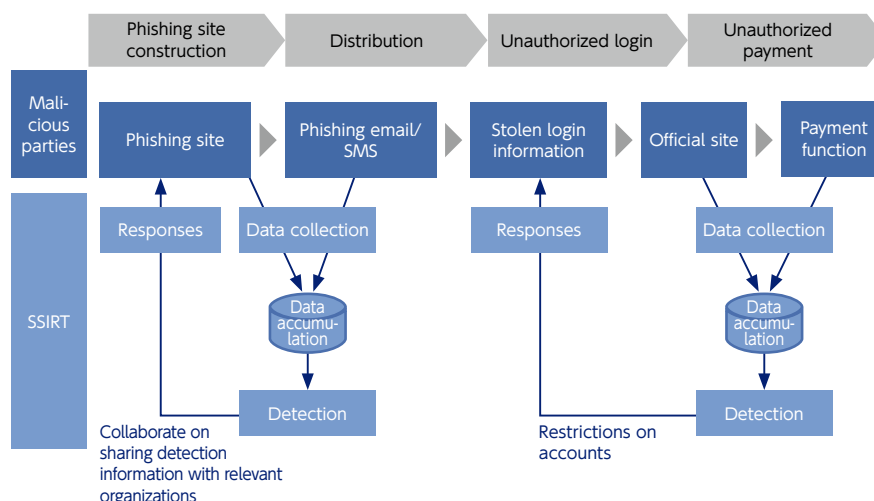 Phishing site
construction
Distribution
Unauthorized login
Unauthorized
payment
Mali-
cious
parties
Phishing site
Phishing email/
SMS
Stolen login
information
Official site
Payment
function
SSIRT
Responses
Data collection
Responses
Data collection
Data
accumu-
lation
Data
accumu-
lation
Detection
Detection
Collaborate on
sharing detection
information with relevant
organizations
Restrictions on
accounts